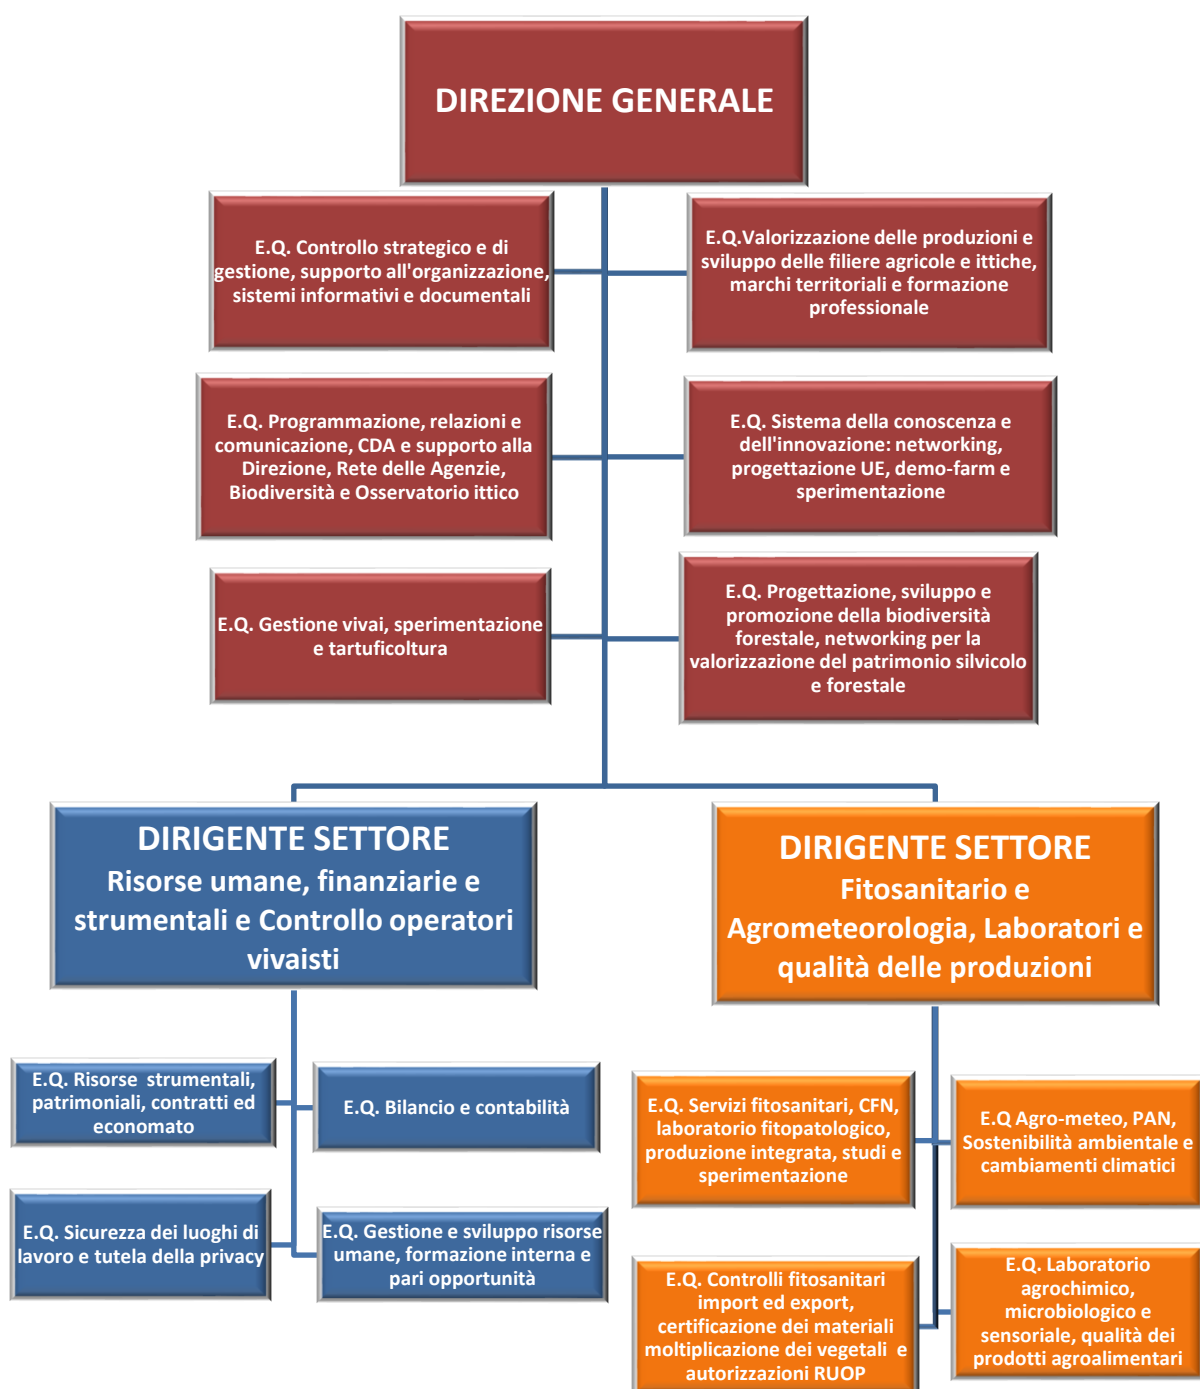 DIREZIONE GENERALE
E.Q. Controllo strategico e di
gestione, supporto all'organizzazione,
sistemi informativi e documentali
E.Q.Valorizzazione delle produzioni e
sviluppo delle filiere agricole e ittiche,
marchi territoriali e formazione
professionale
E.Q. Programmazione, relazioni e
comunicazione, CDA e supporto alla
Direzione, Rete delle Agenzie,
Biodiversità e Osservatorio ittico
E.Q. Sistema della conoscenza e
dell'innovazione: networking,
progettazione UE, demo-farm e
sperimentazione
E.Q. Gestione vivai, sperimentazione
e tartuficoltura
E.Q. Progettazione, sviluppo e
promozione della biodiversità
forestale, networking per la
valorizzazione del patrimonio silvicolo
e forestale
DIRIGENTE SETTORE
Risorse umane, finanziarie e
strumentali e Controllo operatori
vivaisti
DIRIGENTE SETTORE
Fitosanitario e
Agrometeorologia, Laboratori e
qualità delle produzioni
E.Q. Risorse strumentali,
patrimoniali, contratti ed
economato
E.Q. Bilancio e contabilità
E.Q. Sicurezza dei luoghi di
lavoro e tutela della privacy
E.Q. Gestione e sviluppo risorse
umane, formazione interna e
pari opportunità
E.Q. Servizi fitosanitari, CFN,
laboratorio fitopatologico,
produzione integrata, studi e
sperimentazione
E.Q Agro-meteo, PAN,
Sostenibilità ambientale e
cambiamenti climatici
E.Q. Controlli fitosanitari
import ed export,
certificazione dei materiali
moltiplicazione dei vegetali e
autorizzazioni RUOP
E.Q. Laboratorio
agrochimico,
microbiologico e
sensoriale, qualità dei
prodotti agroalimentari